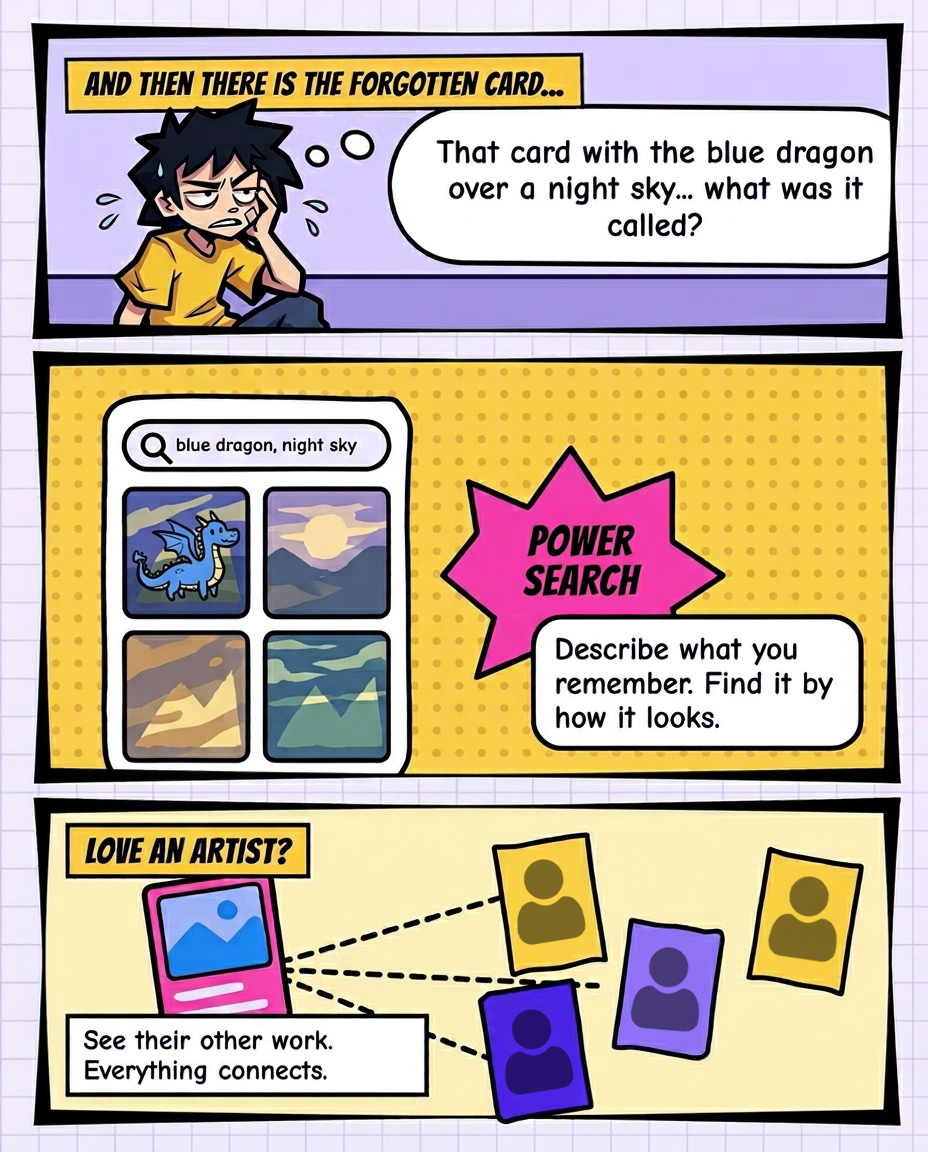 AND THEN THERE IS THE FORGOTTEN CARD...
That card with the blue dragon
over a night sky... what was it
called?
blue dragon, night sky
POWER
SEARCH
Describe what you
remember. Find it by
how it looks.
LOVE AN ARTIST?
See their other work.
Everything connects.